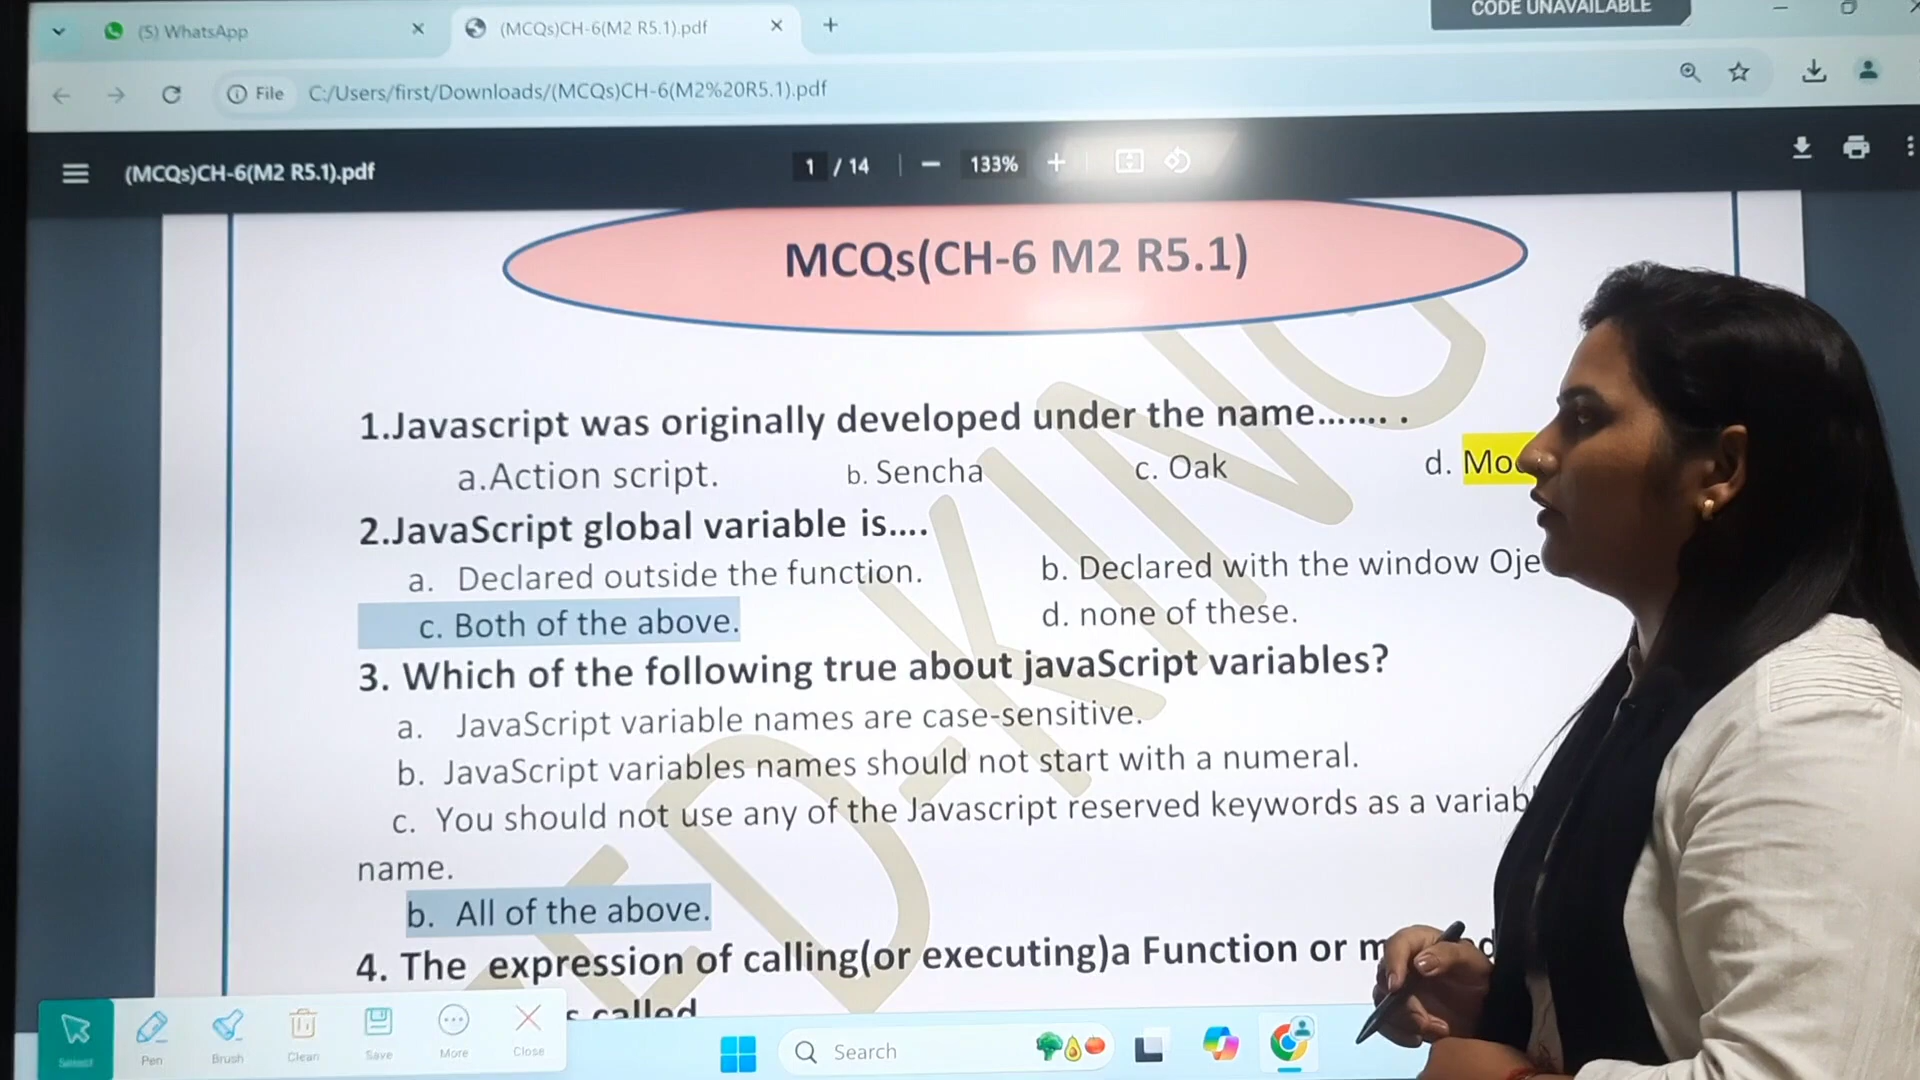 CODE UNAVAILABLE
(5) WhatsApp
(MCQs)CH-6(M2 R5.1).pdf
File
C:/Users/first/Downloads/(MCQs)CH-6(M2%20R5.1).pdf
(MCQs)CH-6(M2 R5.1).pdf
1 / 14
133%
MCQs(CH-6 M2 R5.1)
1.Javascript was originally developed under the name....... .
a.Action script. b. Sencha c. Oak d.
2.JavaScript global variable is....
a. Declared outside the function. b. Declared with the window Oje
c. Both of the above. d. none of these.
3. Which of the following true about javaScript variables?
a. JavaScript variable names are case-sensitive.
b. JavaScript variables names should not start with a numeral.
c. You should not use any of the Javascript reserved keywords as a
name.
b. All of the above.
4. The expression of calling(or executing)a Function or
called
Select
Pen
Brush
Clean
Save
More
Close
Search